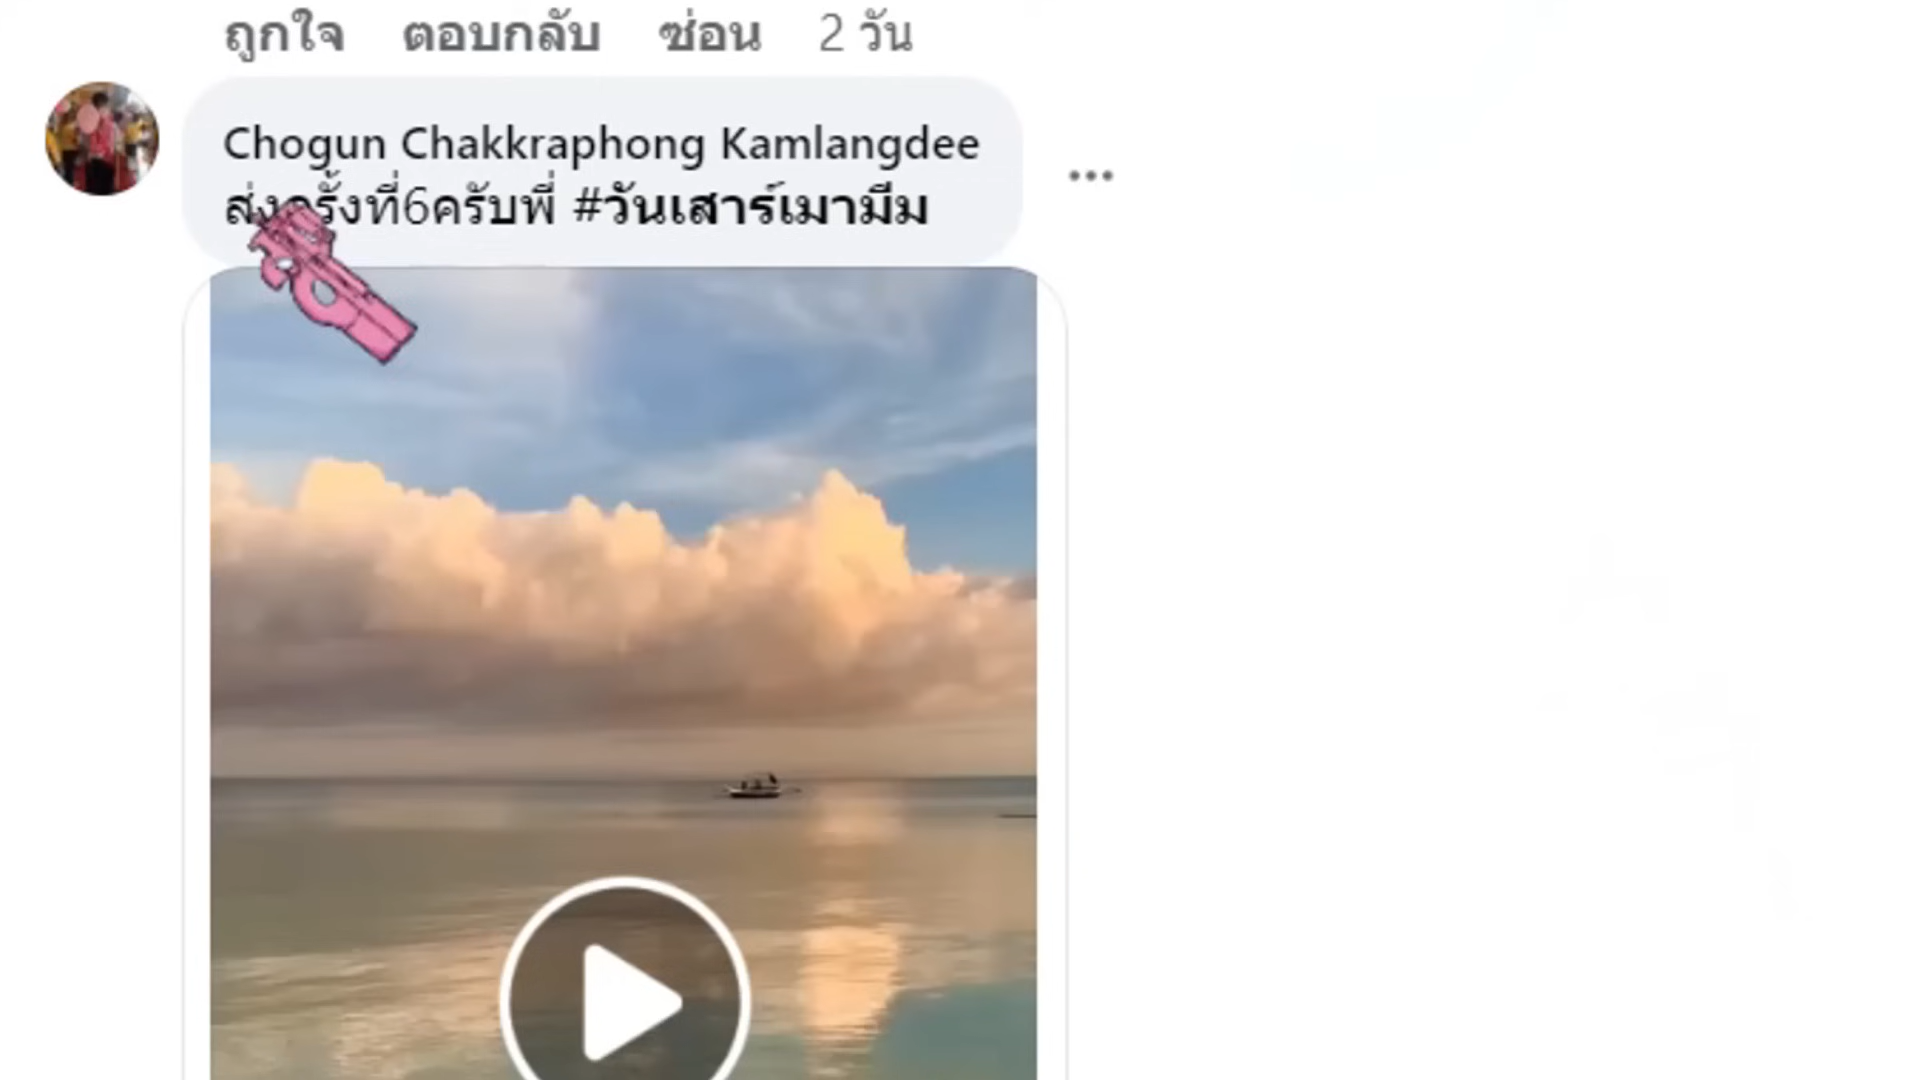 ถูกใจ ตอบกลับ ซ่อน 2 วัน
Chogun Chakkraphong Kamlangdee
ส่งครั้งที่6ครับพี่ #วันเสาร์เมามีม